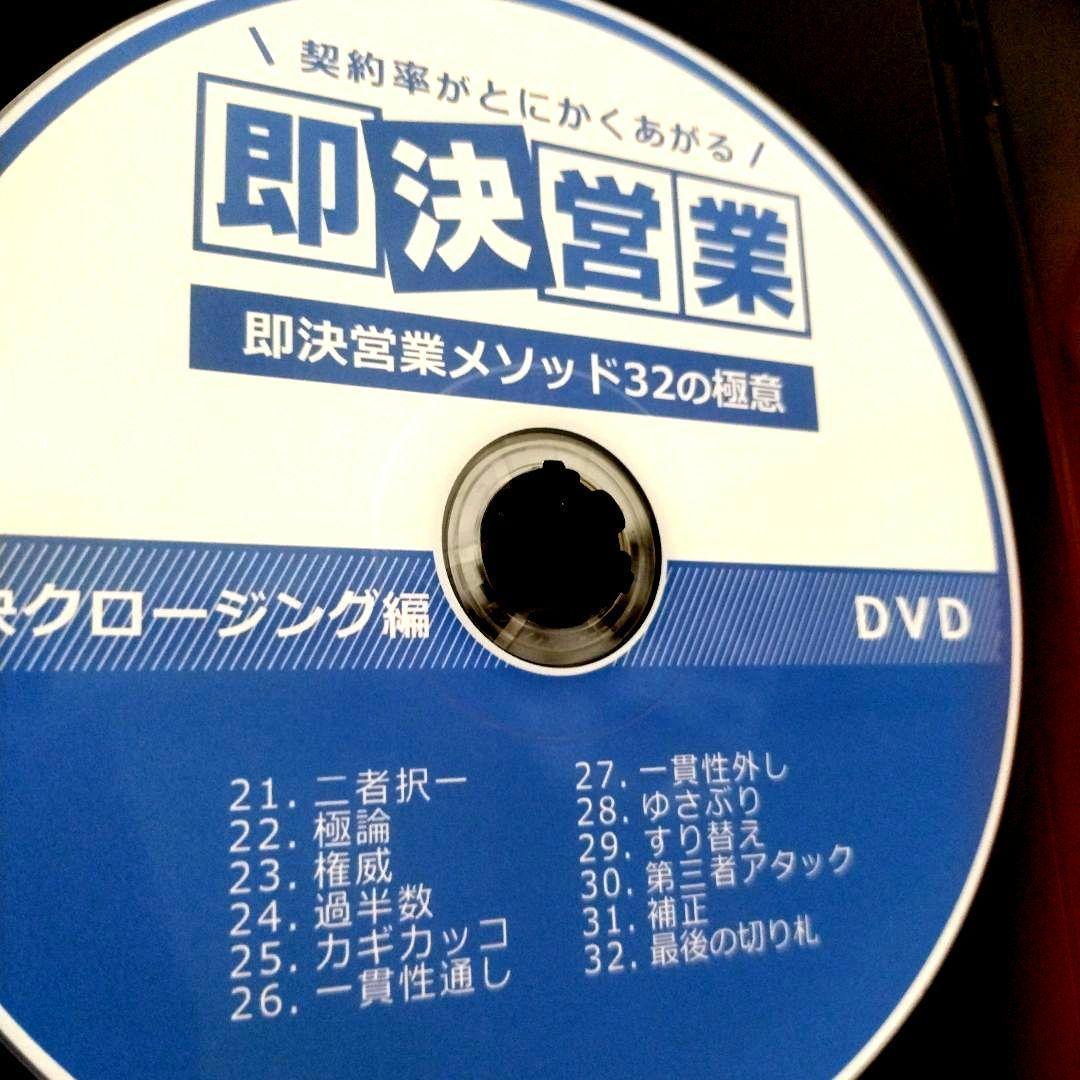 \ 契約率がとにかくあがる /
即決営業
即決営業メソッド32の極意
決クロージング編
DVD
21. 二者択一
22. 極論
23. 権威
24. 過半数
25. カギカッコ
26. 一貫性通し
27. 一貫性外し
28. ゆさぶり
29. すり替え
30. 第三者アタック
31. 補正
32. 最後の切り札